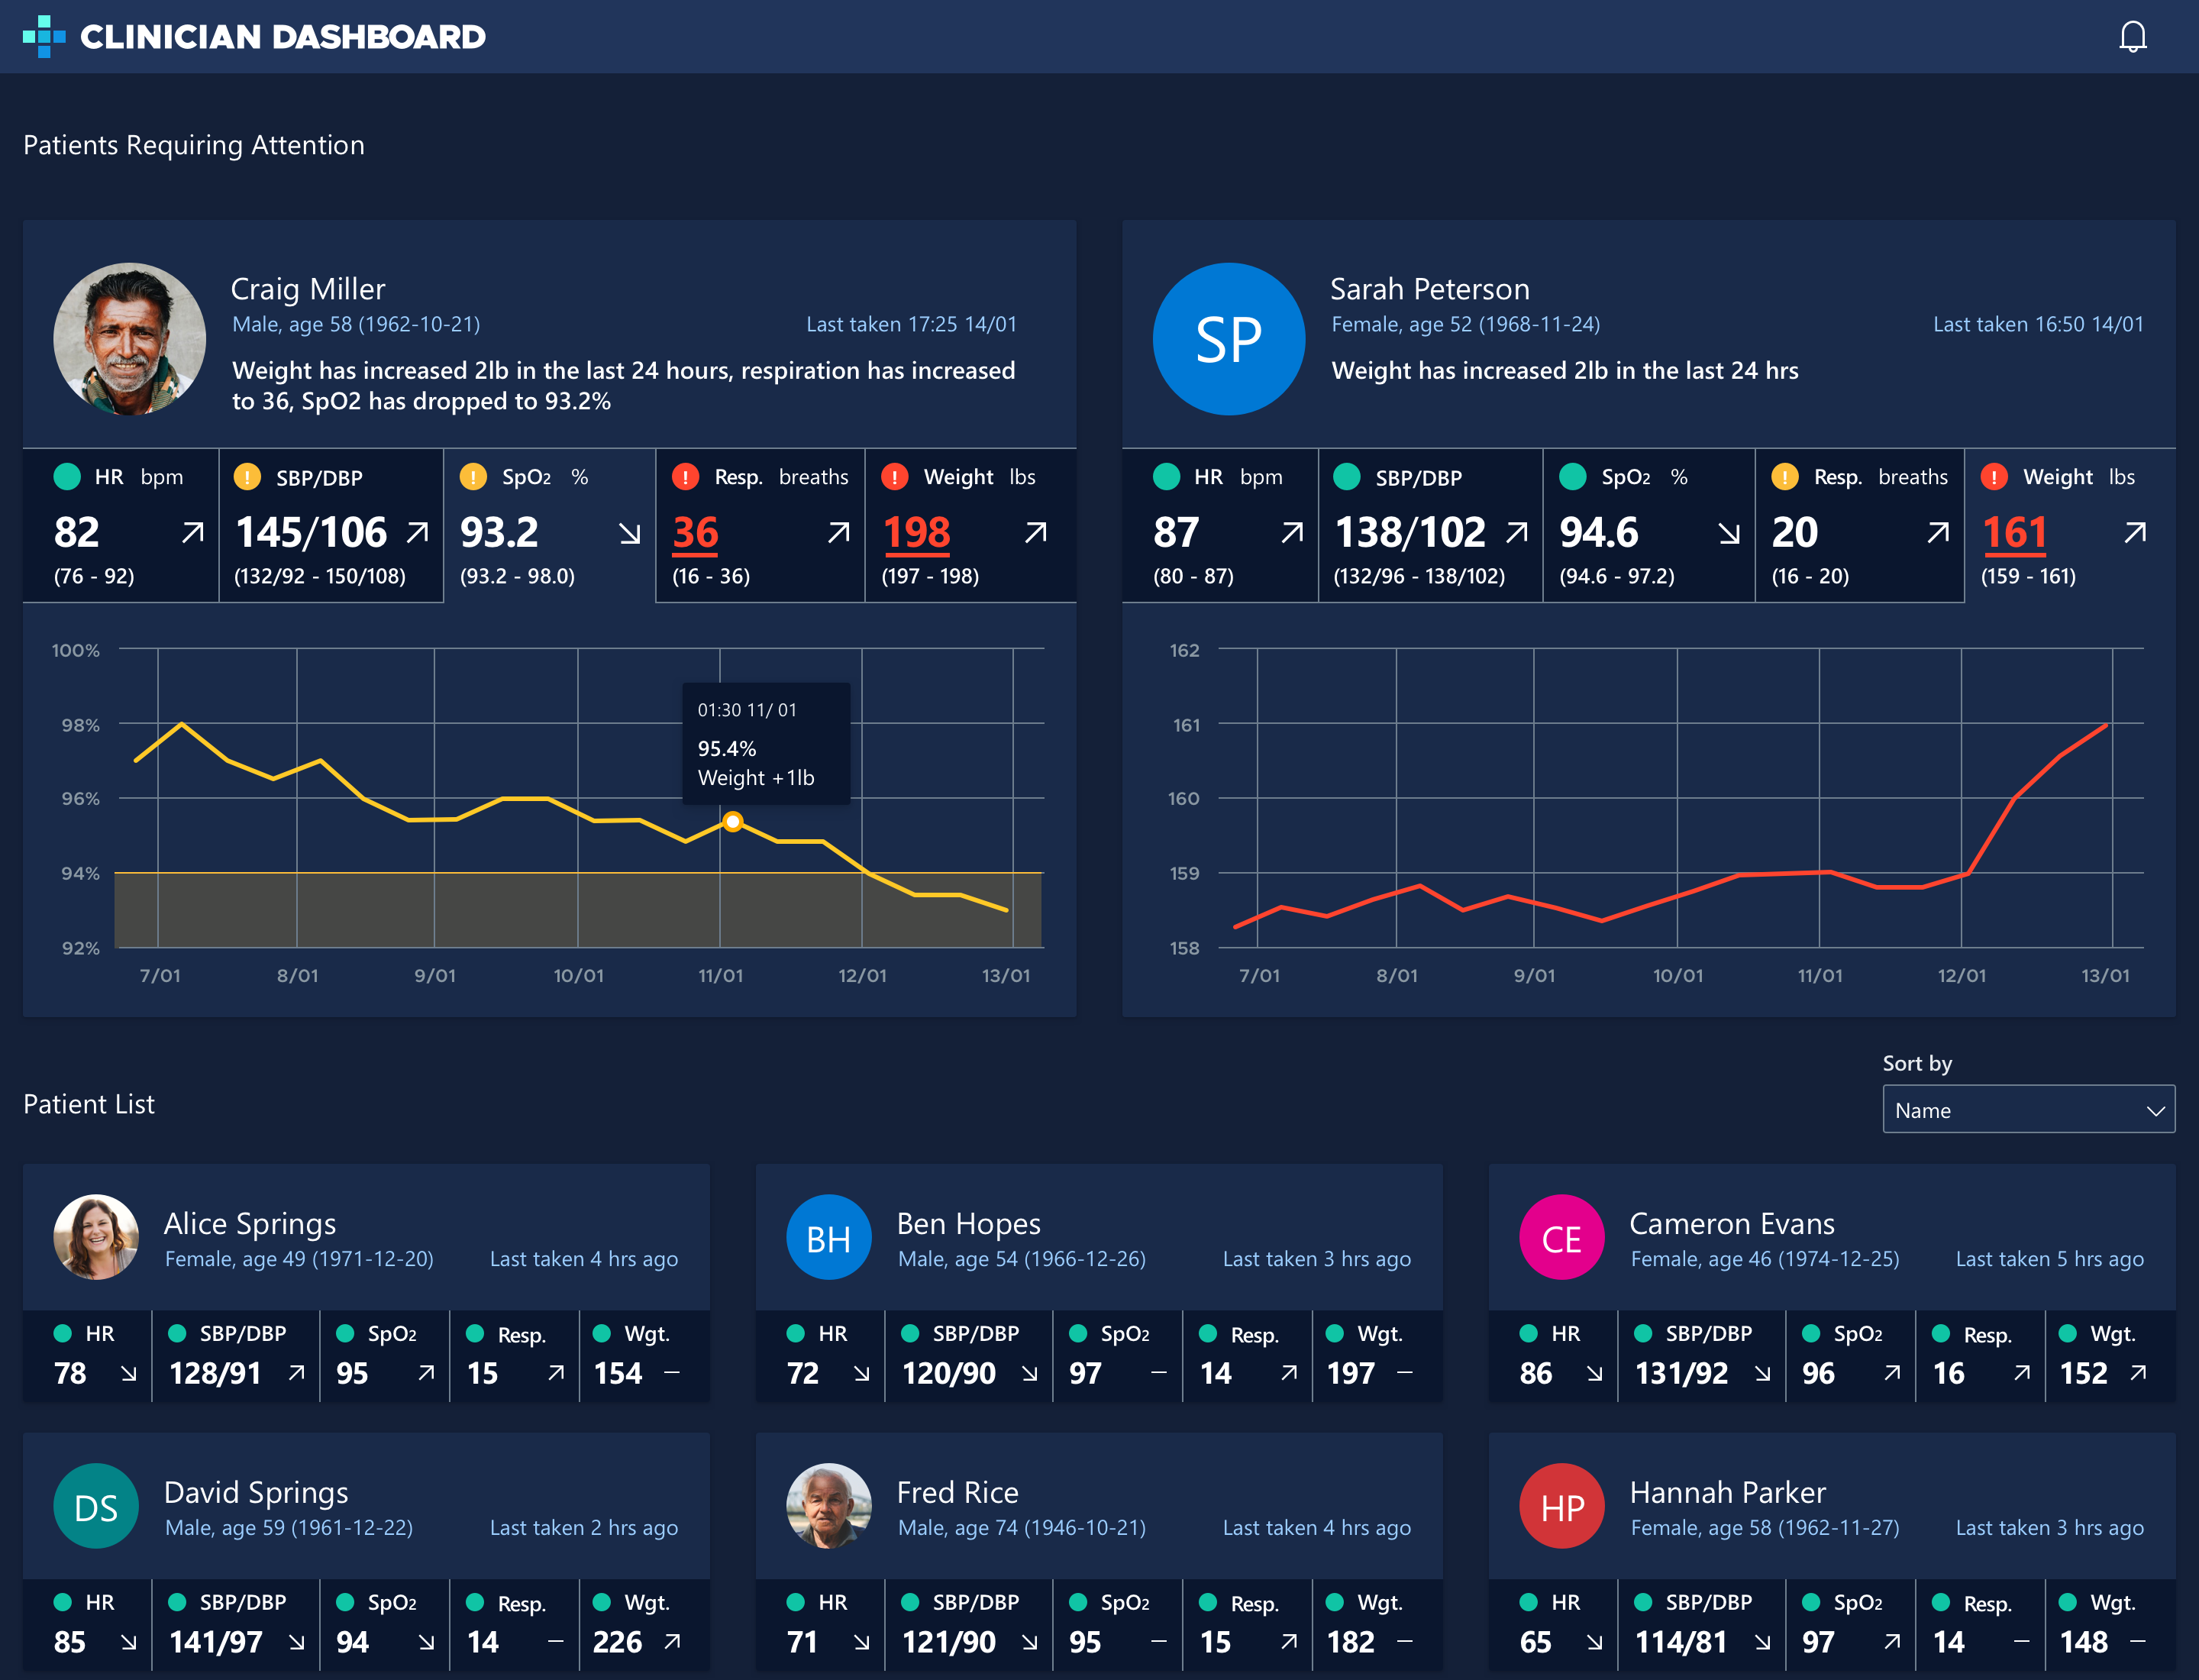 CLINICIAN DASHBOARD
Patients Requiring Attention
Craig Miller
Male, age 58 (1962-10-21)
Last taken 17:25 14/01
Weight has increased 2lb in the last 24 hours, respiration has increased
to 36, SpO2 has dropped to 93.2%
! ! ! !
HR bpm SBP/DBP SpO2 % Resp. breaths Weight lbs
82 145/106 93.2 36 198
(76 - 92) (132/92 - 150/108) (93.2 - 98.0) (16 - 36) (197 - 198)
100%
98%
96%
94%
92%
01:30 11/ 01
95.4%
Weight +1lb
7/01 8/01 9/01 10/01 11/01 12/01 13/01
SP
Sarah Peterson
Female, age 52 (1968-11-24)
Last taken 16:50 14/01
Weight has increased 2lb in the last 24 hrs
! !
HR bpm SBP/DBP SpO2 % Resp. breaths Weight lbs
87 138/102 94.6 20 161
(80 - 87) (132/96 - 138/102) (94.6 - 97.2) (16 - 20) (159 - 161)
162
161
160
159
158
7/01 8/01 9/01 10/01 11/01 12/01 13/01
Patient List
Sort by
Name
Alice Springs
Female, age 49 (1971-12-20) Last taken 4 hrs ago
HR SBP/DBP SpO2 Resp. Wgt.
78 128/91 95 15 154 –
BH
Ben Hopes
Male, age 54 (1966-12-26) Last taken 3 hrs ago
HR SBP/DBP SpO2 Resp. Wgt.
72 120/90 97 – 14 197 –
CE
Cameron Evans
Female, age 46 (1974-12-25) Last taken 5 hrs ago
HR SBP/DBP SpO2 Resp. Wgt.
86 131/92 96 16 152
DS
David Springs
Male, age 59 (1961-12-22) Last taken 2 hrs ago
HR SBP/DBP SpO2 Resp. Wgt.
85 141/97 94 14 – 226
Fred Rice
Male, age 74 (1946-10-21) Last taken 4 hrs ago
HR SBP/DBP SpO2 Resp. Wgt.
71 121/90 95 – 15 182 –
HP
Hannah Parker
Female, age 58 (1962-11-27) Last taken 3 hrs ago
HR SBP/DBP SpO2 Resp. Wgt.
65 114/81 97 14 – 148 –